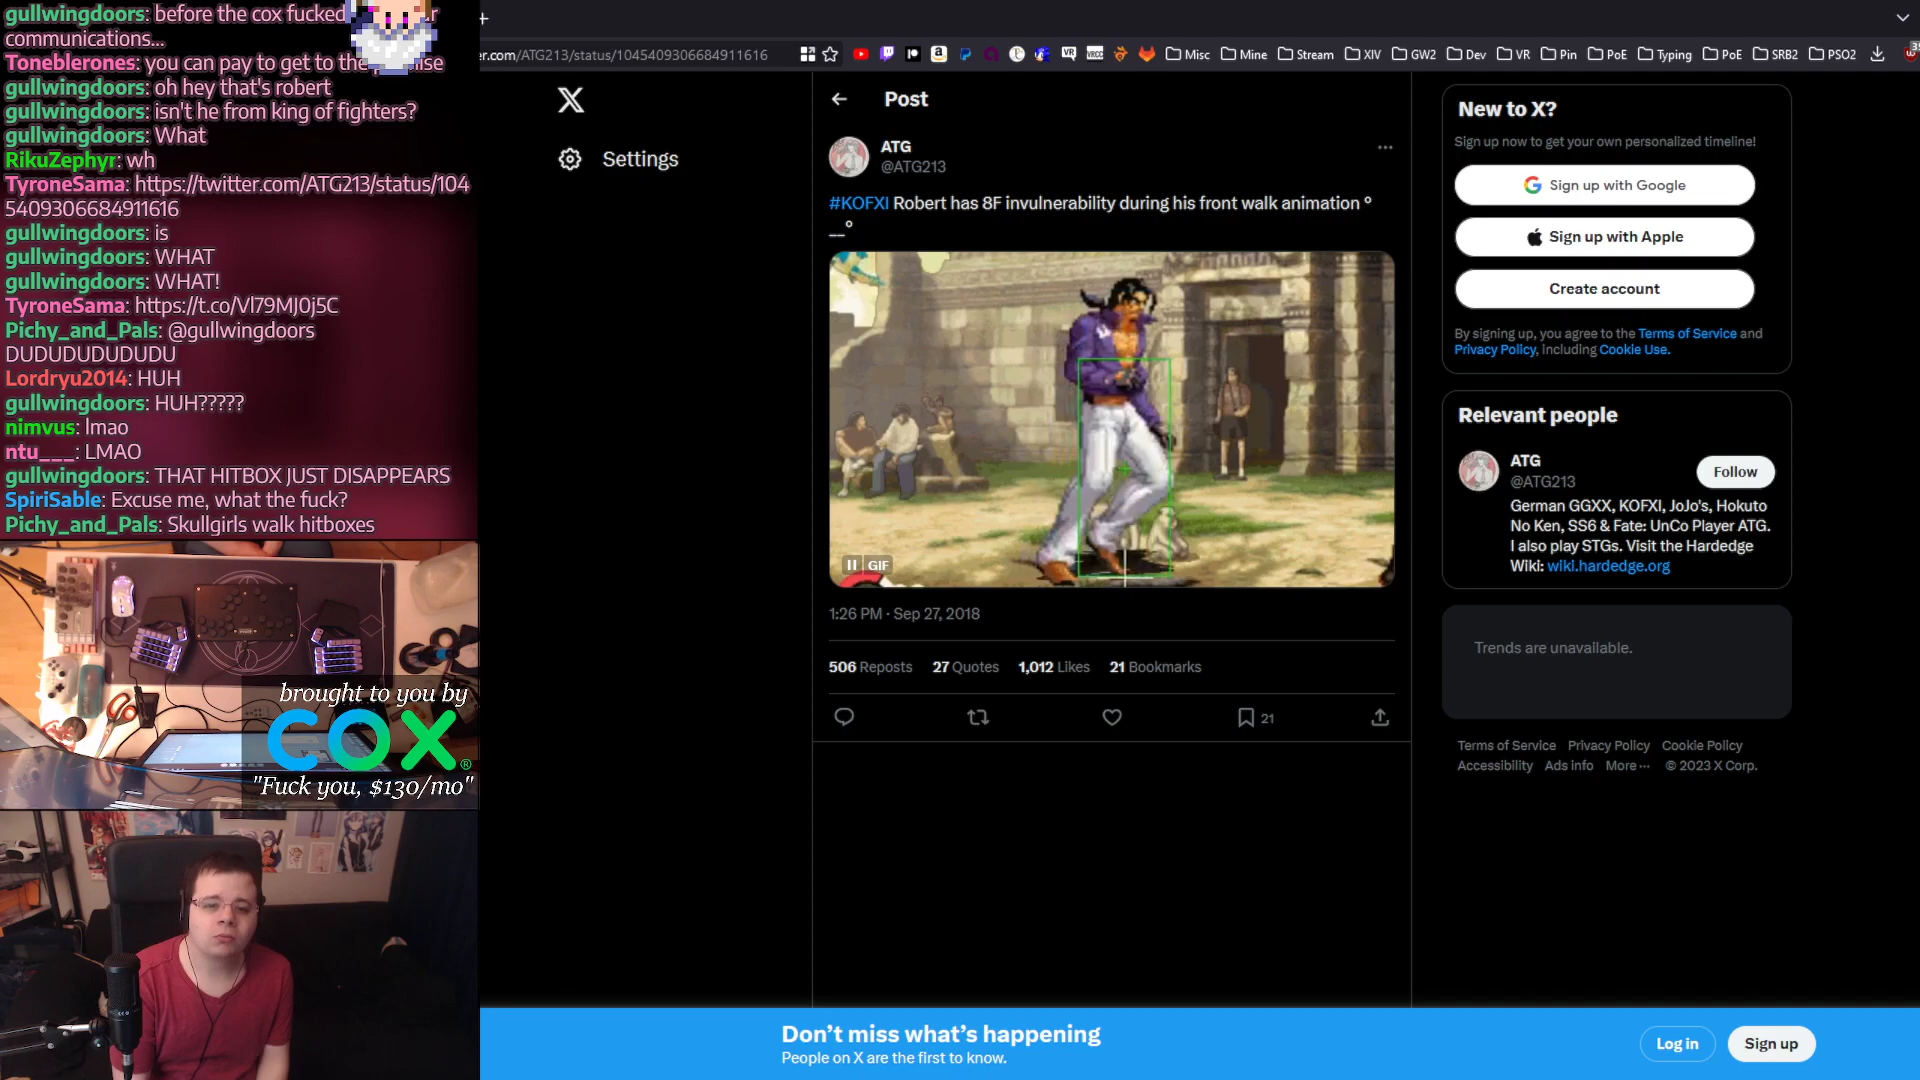 gullwingdoors: before the cox fucked
communications...
Toneblerones: you can pay to get to the
gullwingdoors: oh hey that's robert
gullwingdoors: isn't he from king of fighters?
gullwingdoors: What
RikuZephyr: wh
TyroneSama: https://twitter.com/ATG213/status/104
5409306684911616
gullwingdoors: is
gullwingdoors: WHAT
gullwingdoors: WHAT!
TyroneSama: https://t.co/Vl79MJ0j5C
Pichy_and_Pals: @gullwingdoors
DUDUDUDUDUDU
Lordryu2014: HUH
gullwingdoors: HUH?????
nimvus: lmao
ntu___: LMAO
gullwingdoors: THAT HITBOX JUST DISAPPEARS
SpiriSable: Excuse me, what the fuck?
Pichy_and_Pals: Skullgirls walk hitboxes
brought to you by
COX®
"Fuck you, $130/mo"
er.com/ATG213/status/1045409306684911616
Misc Mine Stream XIV GW2 Dev VR Pin PoE Typing PoE SRB2 PSO2
Settings
Post
ATG
@ATG213
#KOFXI Robert has 8F invulnerability during his front walk animation °
__°
GIF
1:26 PM · Sep 27, 2018
506 Reposts 27 Quotes 1,012 Likes 21 Bookmarks
21
New to X?
Sign up now to get your own personalized timeline!
Sign up with Google
Sign up with Apple
Create account
By signing up, you agree to the Terms of Service and
Privacy Policy, including Cookie Use.
Relevant people
ATG
@ATG213
Follow
German GGXX, KOFXI, JoJo's, Hokuto
No Ken, SS6 & Fate: UnCo Player ATG.
I also play STGs. Visit the Hardedge
Wiki: wiki.hardedge.org
Trends are unavailable.
Terms of Service Privacy Policy Cookie Policy
Accessibility Ads info More ··· © 2023 X Corp.
Don't miss what's happening
People on X are the first to know.
Log in
Sign up